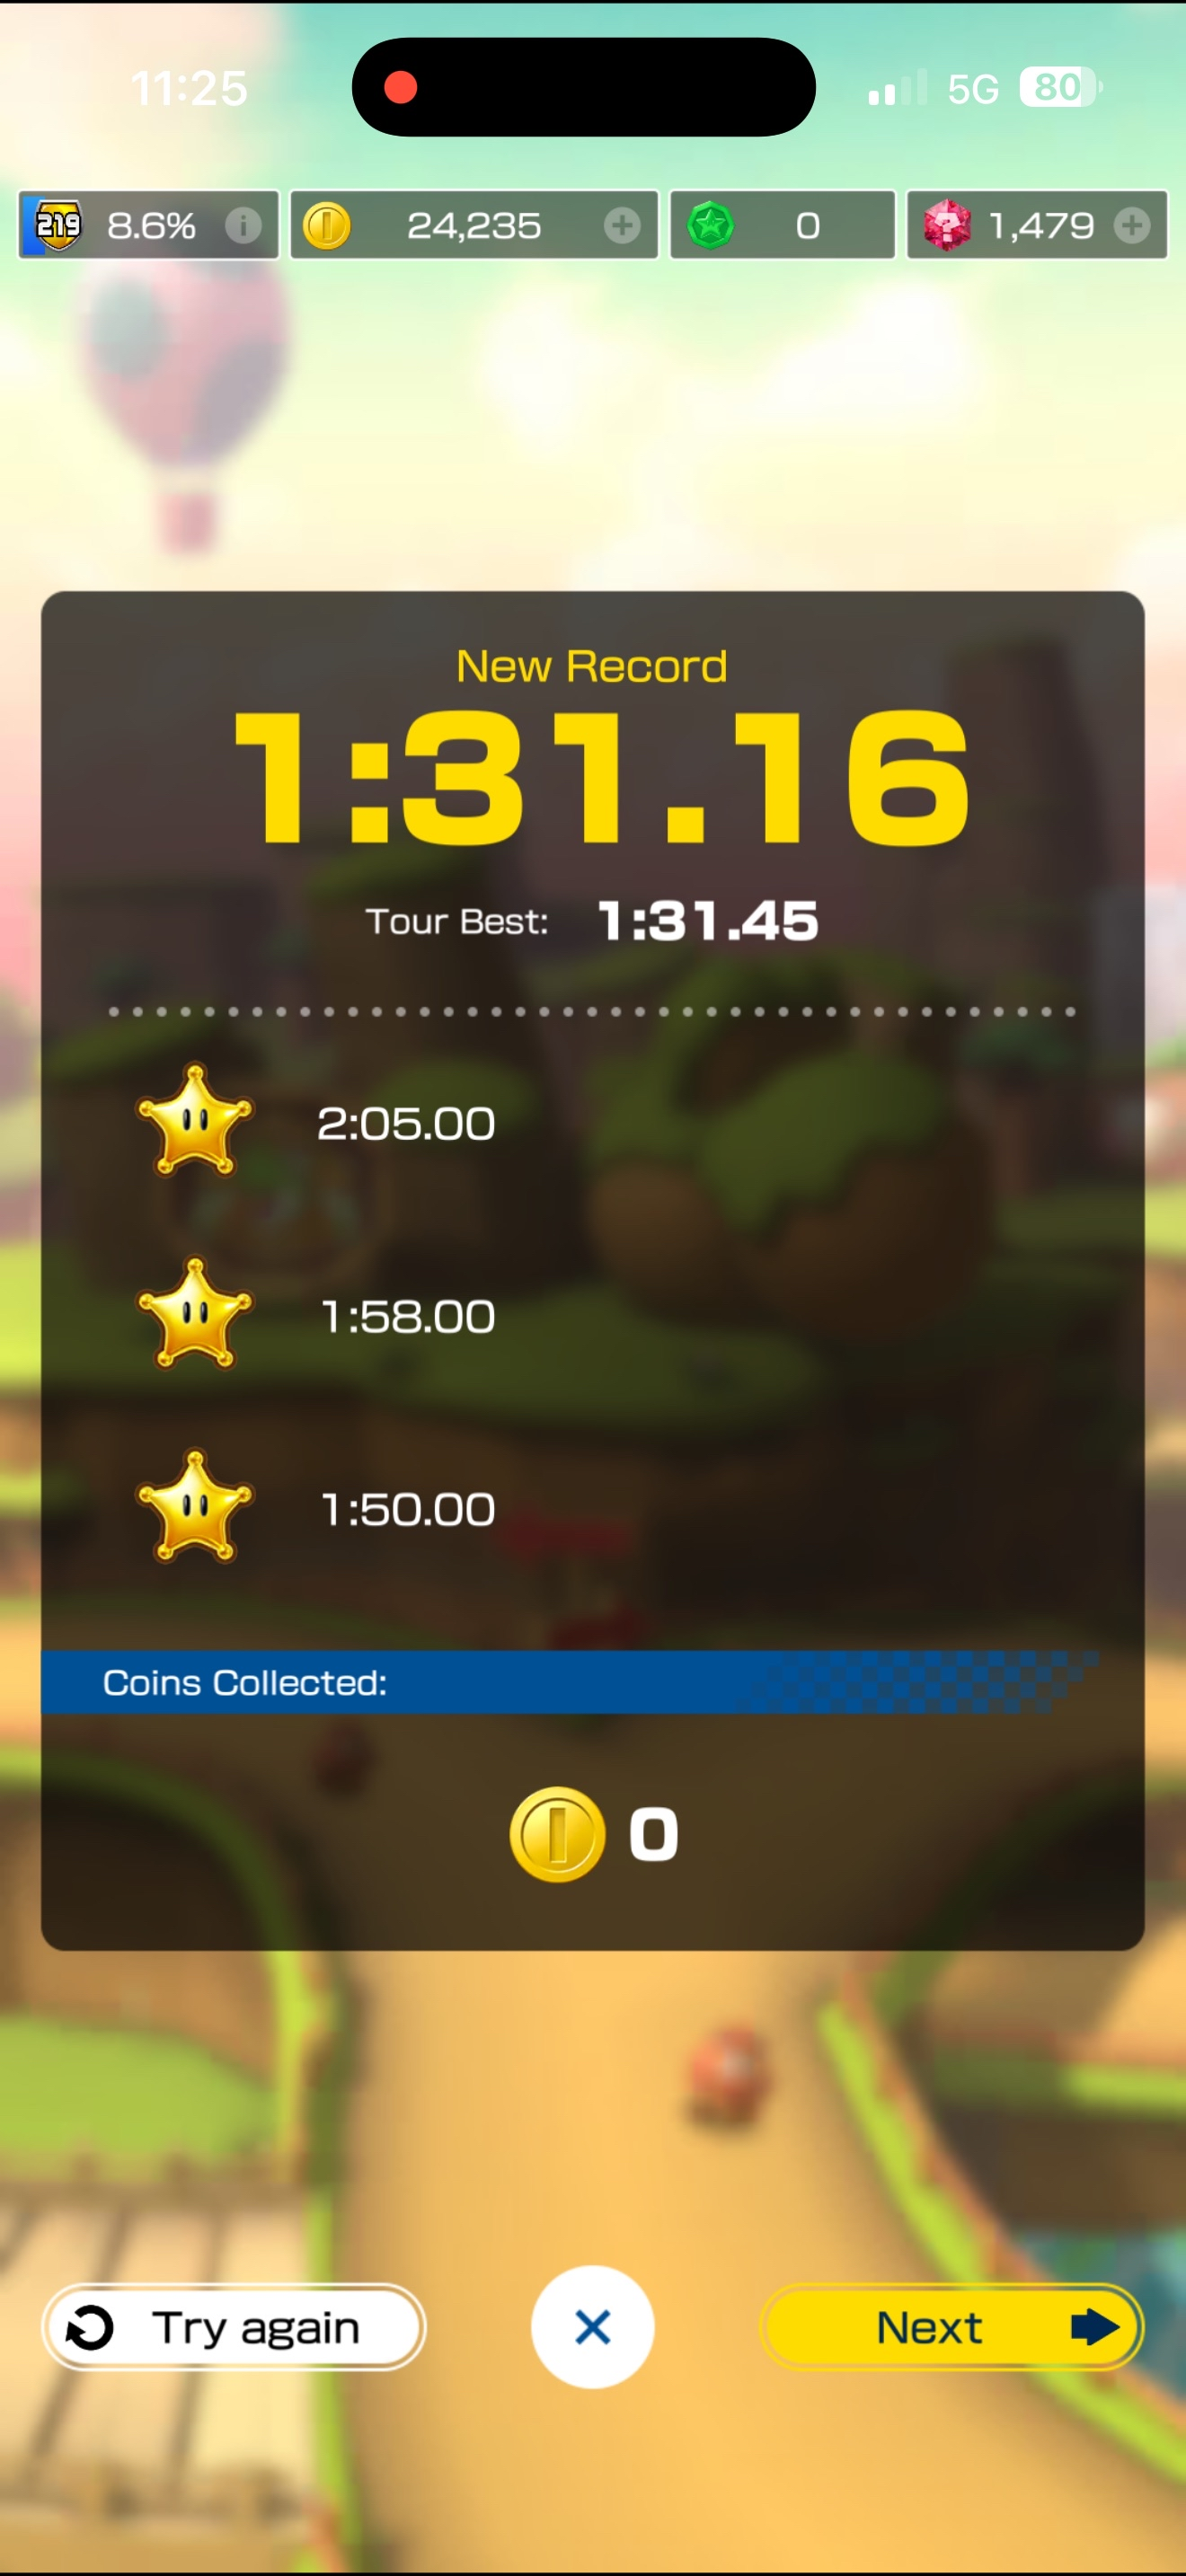 11:25 5G 80
219 8.6% i 24,235 + 0 ? 1,479 +
New Record
1:31.16
Tour Best: 1:31.45
2:05.00
1:58.00
1:50.00
Coins Collected:
0
Try again × Next